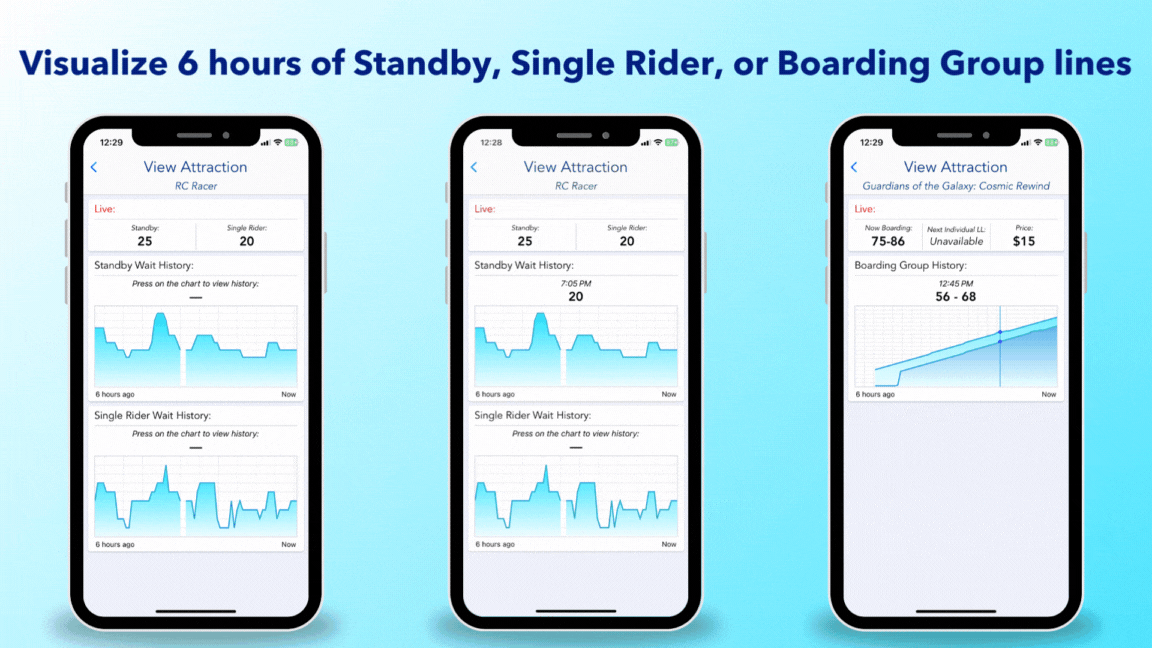 Visualize 6 hours of Standby, Single Rider, or Boarding Group lines
12:29
View Attraction
RC Racer
Live:
Standby: Single Rider:
25 20
Standby Wait History:
Press on the chart to view history:
—
6 hours ago Now
Single Rider Wait History:
Press on the chart to view history:
—
6 hours ago Now
12:28
View Attraction
RC Racer
Live:
Standby: Single Rider:
25 20
Standby Wait History:
7:05 PM
20
6 hours ago Now
Single Rider Wait History:
Press on the chart to view history:
—
6 hours ago Now
12:29
View Attraction
Guardians of the Galaxy: Cosmic Rewind
Live:
Now Boarding: Next Individual LL: Price:
75-86 Unavailable $15
Boarding Group History:
12:45 PM
56 - 68
6 hours ago Now